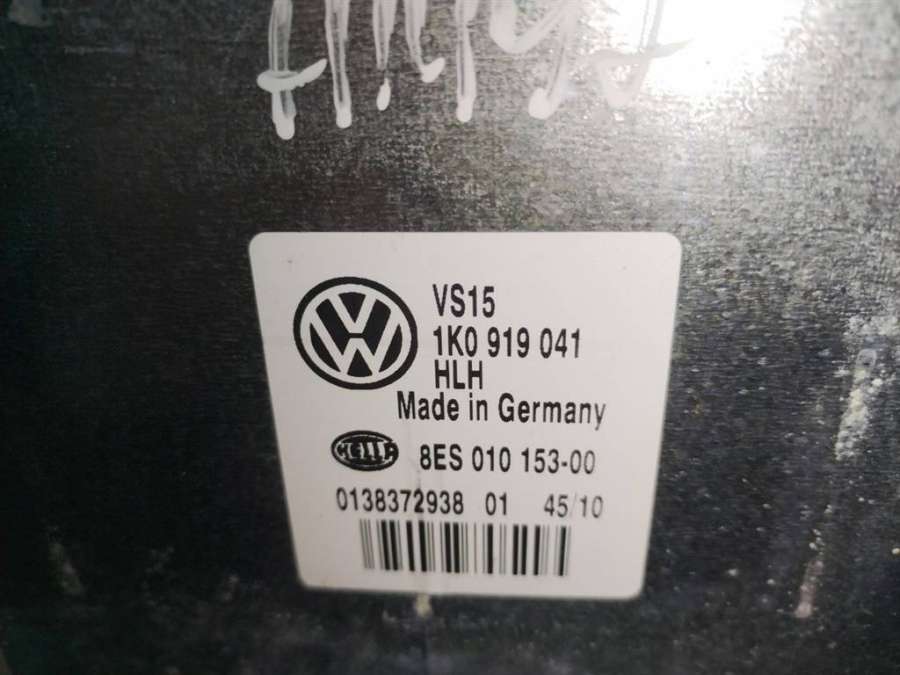 VS15
1K0 919 041
HLH
Made in Germany
HELLA 8ES 010 153-00
0138372938 01 45/10